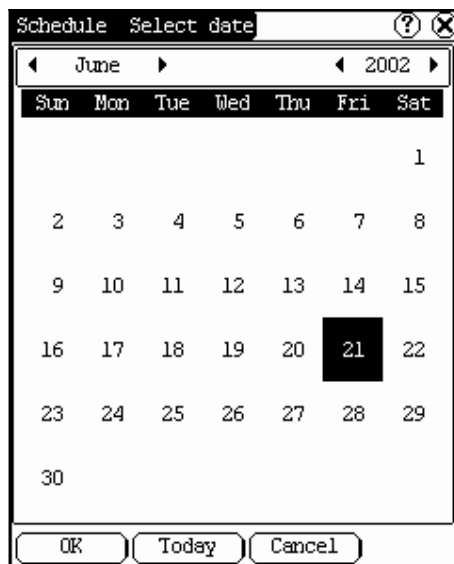 Schedule Select date ?
June 2002
Sun Mon Tue Wed Thu Fri Sat
1
2 3 4 5 6 7 8
9 10 11 12 13 14 15
16 17 18 19 20 21 22
23 24 25 26 27 28 29
30
OK Today Cancel